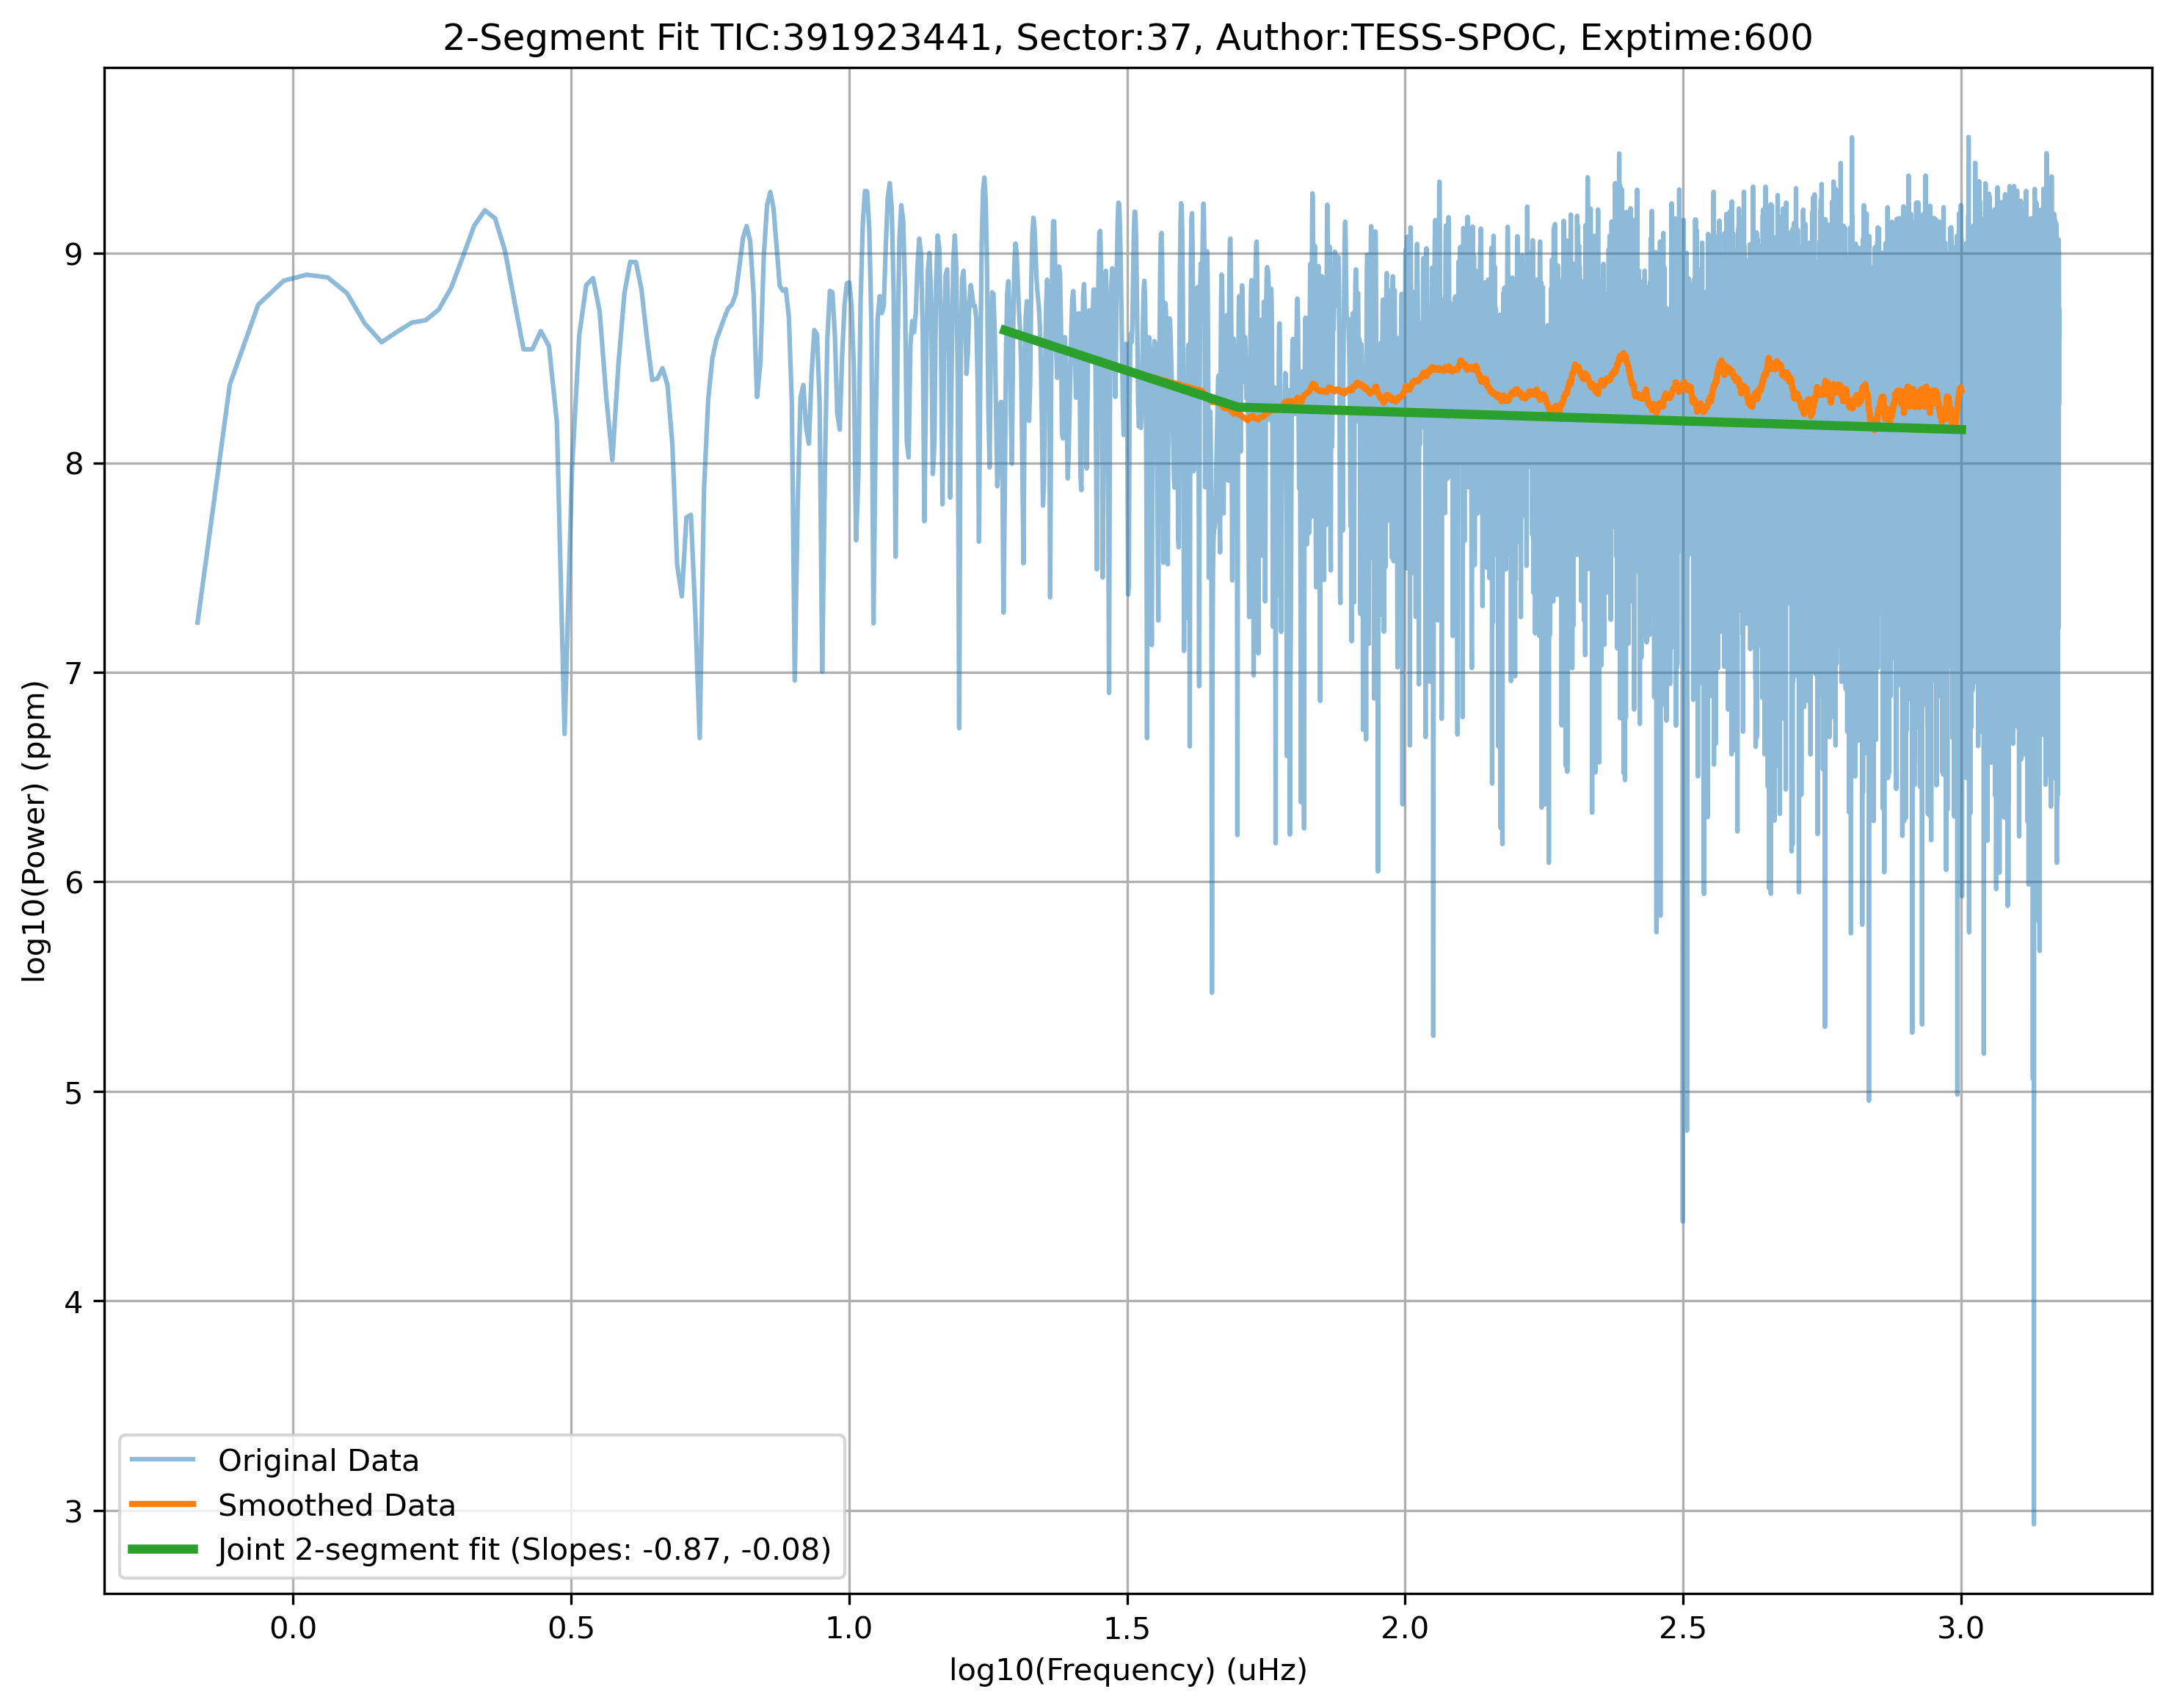 2-Segment Fit TIC:391923441, Sector:37, Author:TESS-SPOC, Exptime:600
log10(Power) (ppm)
9
8
7
6
5
4
3
Original Data
Smoothed Data
Joint 2-segment fit (Slopes: -0.87, -0.08)
0.0 0.5 1.0 1.5 2.0 2.5 3.0
log10(Frequency) (uHz)